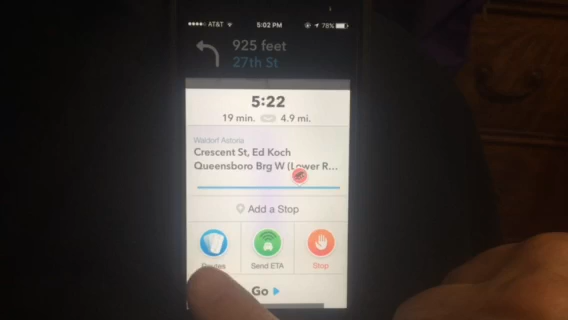 AT&T 5:02 PM 78%
925 feet
27th St
5:22
19 min. 4.9 mi.
Waldorf Astoria
Crescent St, Ed Koch
Queensboro Brg W (Lower R...
Add a Stop
Routes Send ETA Stop
Go